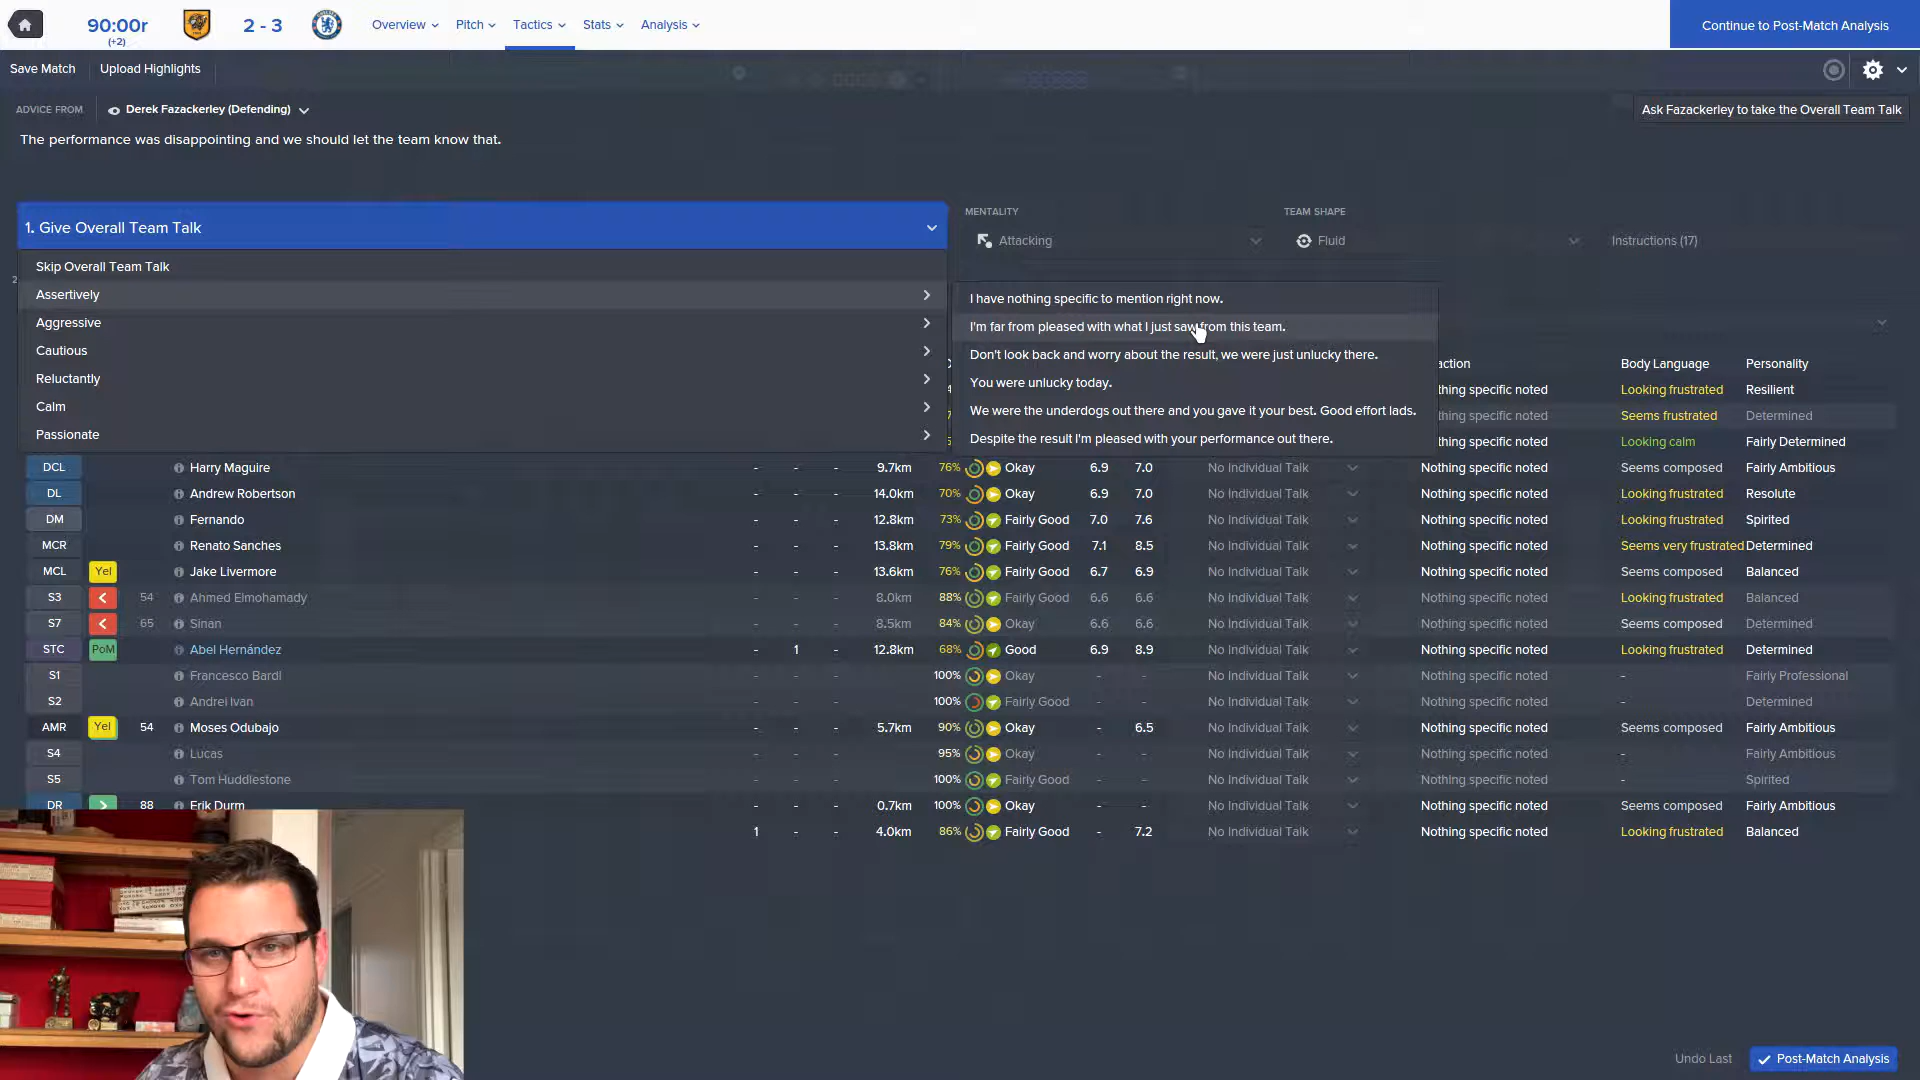 90:00r
(+2)
2 - 3
Overview
Pitch
Tactics
Stats
Analysis
Continue to Post-Match Analysis
Save Match
Upload Highlights
ADVICE FROM
Derek Fazackerley (Defending)
Ask Fazackerley to take the Overall Team Talk
The performance was disappointing and we should let the team know that.
1. Give Overall Team Talk
MENTALITY
TEAM SHAPE
Attacking
Fluid
Instructions (17)
Skip Overall Team Talk
Assertively
Aggressive
Cautious
Reluctantly
Calm
Passionate
I have nothing specific to mention right now.
I'm far from pleased with what I just saw from this team.
Don't look back and worry about the result, we were just unlucky there.
You were unlucky today.
We were the underdogs out there and you gave it your best. Good effort lads.
Despite the result I'm pleased with your performance out there.
Body Language Personality
Looking frustrated Resilient
Seems frustrated Determined
Looking calm Fairly Determined
DCL Harry Maguire - - - 9.7km 76% Okay 6.9 7.0 No Individual Talk Nothing specific noted Seems composed Fairly Ambitious
DL Andrew Robertson - - - 14.0km 70% Okay 6.9 7.0 No Individual Talk Nothing specific noted Looking frustrated Resolute
DM Fernando - - - 12.8km 73% Fairly Good 7.0 7.6 No Individual Talk Nothing specific noted Looking frustrated Spirited
MCR Renato Sanches - - - 13.8km 79% Fairly Good 7.1 8.5 No Individual Talk Nothing specific noted Seems very frustrated Determined
MCL Yel Jake Livermore - - - 13.6km 76% Fairly Good 6.7 6.9 No Individual Talk Nothing specific noted Seems composed Balanced
S3 54 Ahmed Elmohamady - - - 8.0km 88% Fairly Good 6.6 6.6 No Individual Talk Nothing specific noted Looking frustrated Balanced
S7 65 Sinan - - - 8.5km 84% Okay 6.6 6.6 No Individual Talk Nothing specific noted Seems composed Determined
STC PoM Abel Hernández - 1 - 12.8km 68% Good 6.9 8.9 No Individual Talk Nothing specific noted Looking frustrated Determined
S1 Francesco Bardi 100% Okay - - No Individual Talk Nothing specific noted - Fairly Professional
S2 Andrei Ivan 100% Fairly Good - - No Individual Talk Nothing specific noted - Determined
AMR Yel 54 Moses Odubajo - - - 5.7km 90% Okay - 6.5 No Individual Talk Nothing specific noted Seems composed Fairly Ambitious
S4 Lucas - - - 95% Okay - - No Individual Talk Nothing specific noted - Fairly Ambitious
S5 Tom Huddlestone - - - 100% Fairly Good - - No Individual Talk Nothing specific noted - Spirited
DR 88 Erik Durm - - - 0.7km 100% Okay - - No Individual Talk Nothing specific noted Seems composed Fairly Ambitious
1 - - 4.0km 86% Fairly Good - 7.2 No Individual Talk Nothing specific noted Looking frustrated Balanced
Undo Last
Post-Match Analysis